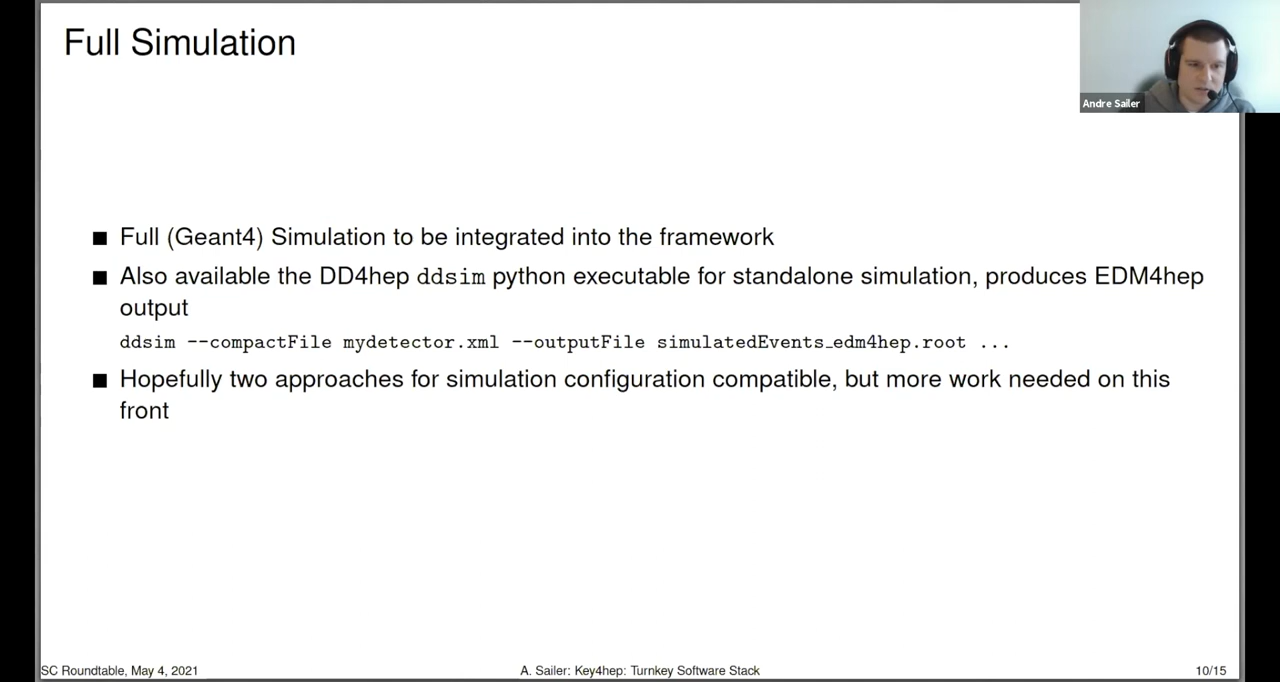 Full Simulation
Andre Sailer
■ Full (Geant4) Simulation to be integrated into the framework
■ Also available the DD4hep ddsim python executable for standalone simulation, produces EDM4hep
output
ddsim --compactFile mydetector.xml --outputFile simulatedEvents_edm4hep.root ...
■ Hopefully two approaches for simulation configuration compatible, but more work needed on this
front
SC Roundtable, May 4, 2021
A. Sailer: Key4hep: Turnkey Software Stack
10/15